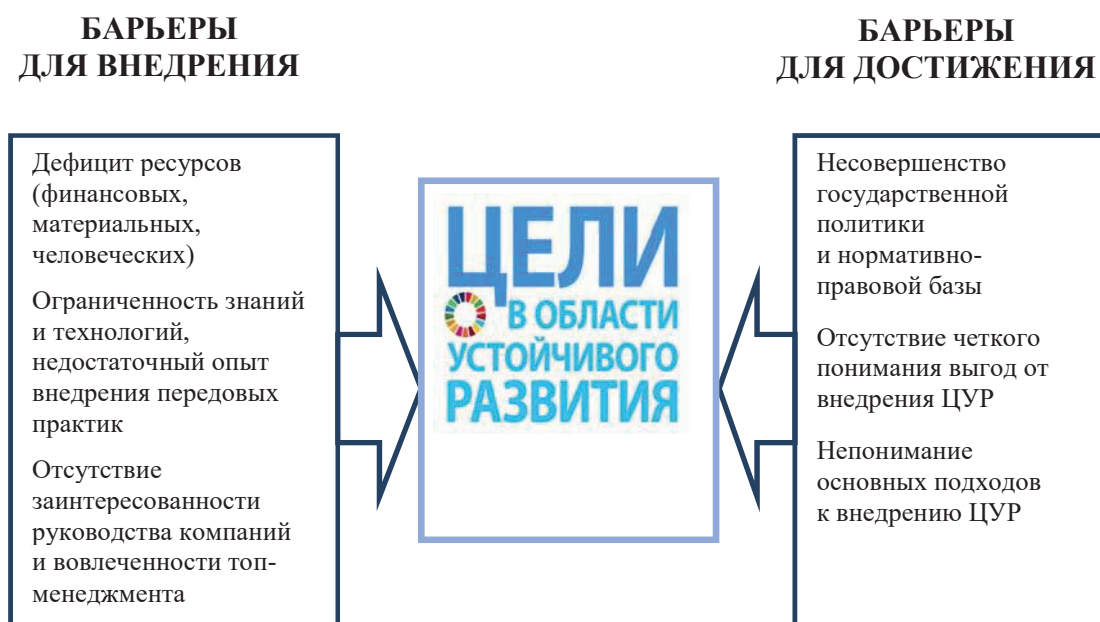 БАРЬЕРЫ
ДЛЯ ВНЕДРЕНИЯ
Дефицит ресурсов
(финансовых,
материальных,
человеческих)
Ограниченность знаний
и технологий,
недостаточный опыт
внедрения передовых
практик
Отсутствие
заинтересованности
руководства компаний
и вовлеченности топ-
менеджмента
ЦЕЛИ
В ОБЛАСТИ
УСТОЙЧИВОГО
РАЗВИТИЯ
БАРЬЕРЫ
ДЛЯ ДОСТИЖЕНИЯ
Несовершенство
государственной
политики
и нормативно-
правовой базы
Отсутствие четкого
понимания выгод от
внедрения ЦУР
Непонимание
основных подходов
к внедрению ЦУР